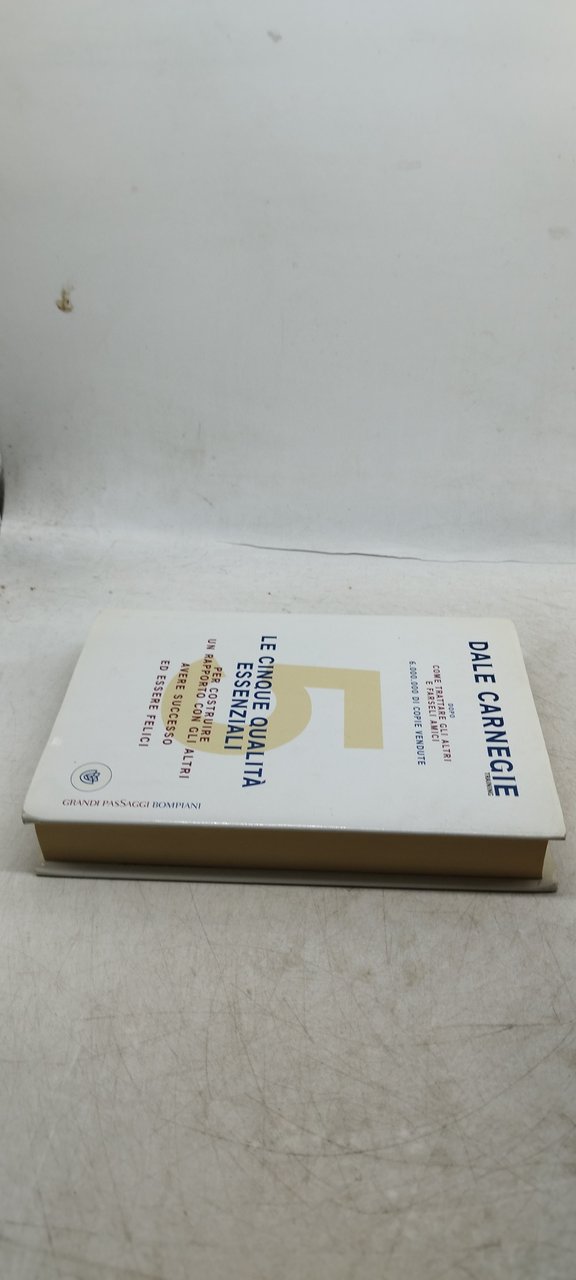 DALE CARNEGIE
TRAINING
DOPO
COME TRATTARE GLI ALTRI
E FARSELI AMICI
6.000.000 DI COPIE VENDUTE
5
LE CINQUE QUALITÀ
ESSENZIALI
PER COSTRUIRE
UN RAPPORTO CON GLI ALTRI
AVERE SUCCESSO
ED ESSERE FELICI
GRANDI PASSAGGI BOMPIANI